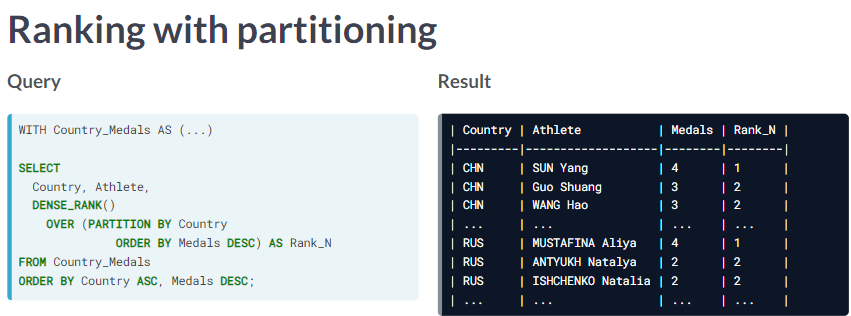 Ranking with partitioning
Query
WITH Country_Medals AS (...)
SELECT
Country, Athlete,
DENSE_RANK()
OVER (PARTITION BY Country
ORDER BY Medals DESC) AS Rank_N
FROM Country_Medals
ORDER BY Country ASC, Medals DESC;
Result
| Country | Athlete | Medals | Rank_N |
|---------|-------------------|--------|--------|
| CHN | SUN Yang | 4 | 1 |
| CHN | Guo Shuang | 3 | 2 |
| CHN | WANG Hao | 3 | 2 |
| ... | ... | ... | ... |
| RUS | MUSTAFINA Aliya | 4 | 1 |
| RUS | ANTYUKH Natalya | 2 | 2 |
| RUS | ISHCHENKO Natalia | 2 | 2 |
| ... | ... | ... | ... |